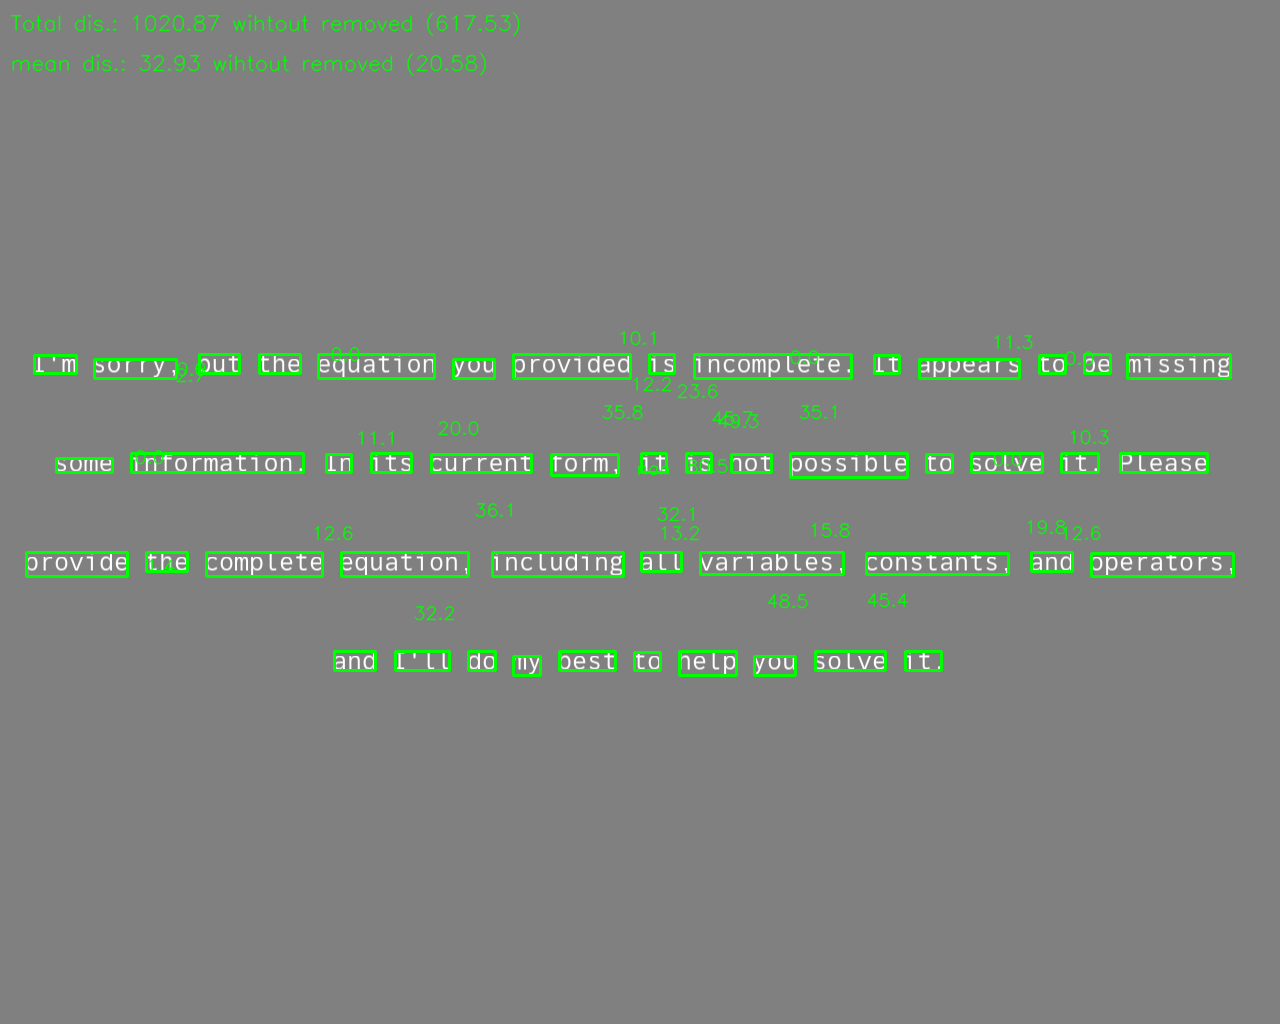 Total dis.: 1020.87 wihtout removed (617.53)
mean dis.: 32.93 wihtout removed (20.58)
10.1
11.3
I'm sorry, but the equation you provided is incomplete. It appears to be missing
12.2 23.6
35.8 35.1
20.0
11.1 10.3
some information. In its current form, it is not possible to solve it. Please
36.1 32.1
12.6 13.2 15.8 19.8 12.6
provide the complete equation, including all variables, constants, and operators,
32.2 48.5 45.4
and I'll do my best to help you solve it.